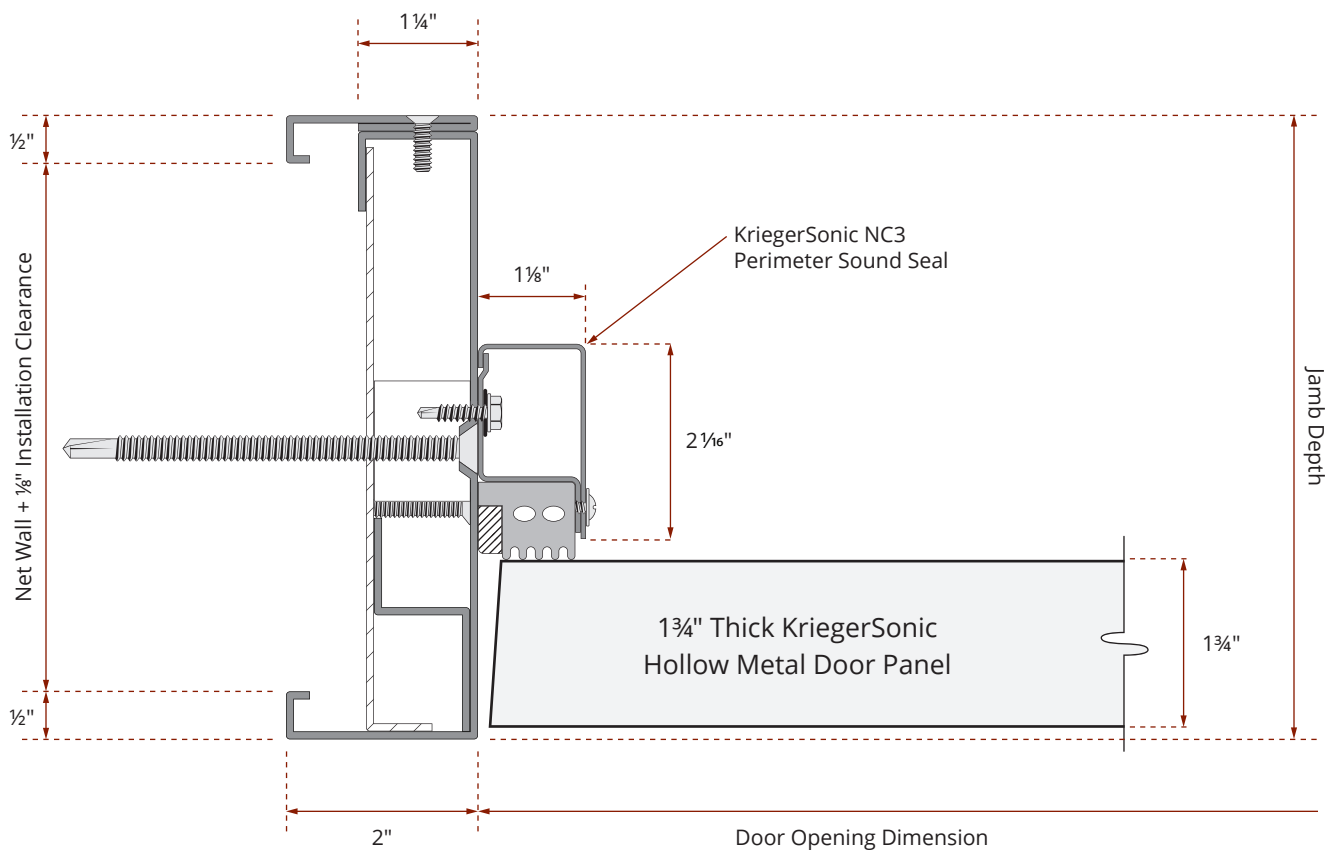 1¼"
½"
KriegerSonic NC3
Perimeter Sound Seal
1⅛"
Net Wall + ⅛" Installation Clearance
Jamb Depth
2 1⁄16"
1¾" Thick KriegerSonic
Hollow Metal Door Panel
1¾"
½"
2"
Door Opening Dimension